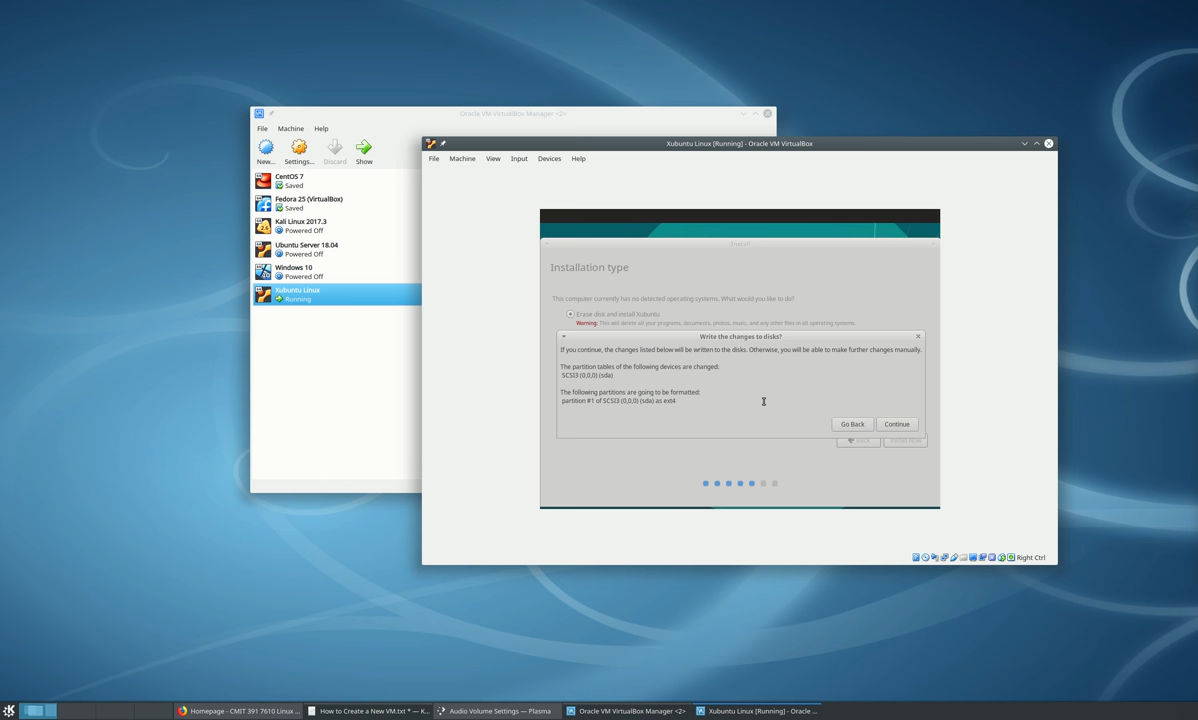 Oracle VM VirtualBox Manager <2>
File Machine Help
New... Settings... Discard Show
CentOS 7
Saved
Fedora 25 (VirtualBox)
Saved
Kali Linux 2017.3
Powered Off
Ubuntu Server 18.04
Powered Off
Windows 10
Powered Off
Xubuntu Linux
Running
Xubuntu Linux [Running] - Oracle VM VirtualBox
File Machine View Input Devices Help
Install
Installation type
This computer currently has no detected operating systems. What would you like to do?
Erase disk and install Xubuntu
Warning: This will delete all your programs, documents, photos, music, and any other files in all operating systems.
Write the changes to disks?
If you continue, the changes listed below will be written to the disks. Otherwise, you will be able to make further changes manually.
The partition tables of the following devices are changed:
SCSI3 (0,0,0) (sda)
The following partitions are going to be formatted:
partition #1 of SCSI3 (0,0,0) (sda) as ext4
Go Back Continue
Back Install Now
Right Ctrl
Homepage - CMIT 391 7610 Linux ... How to Create a New VM.txt * — K... Audio Volume Settings — Plasma Oracle VM VirtualBox Manager <2> Xubuntu Linux [Running] - Oracle ...